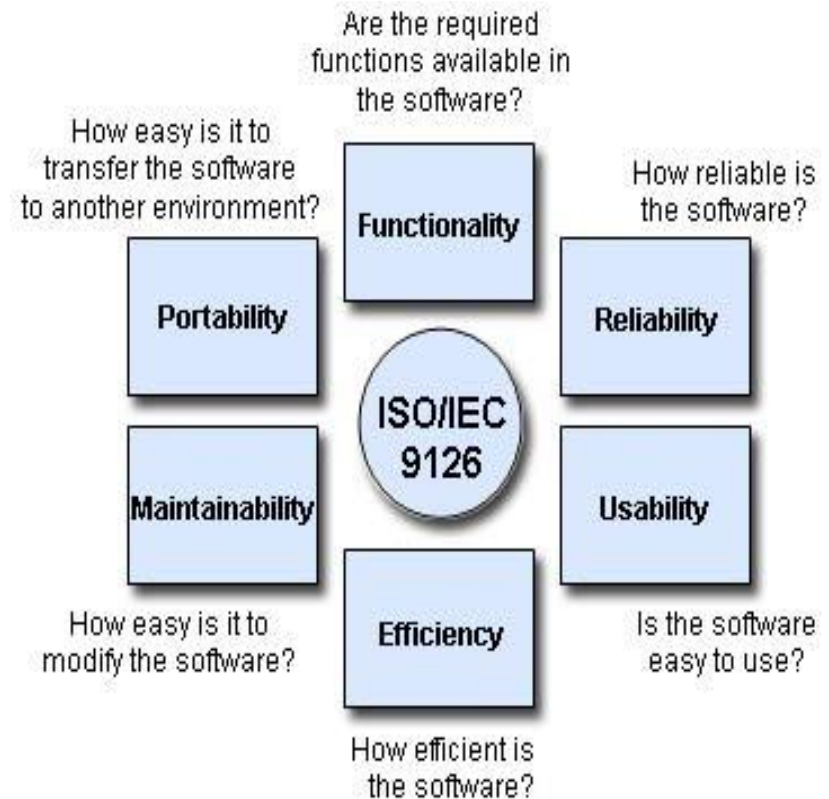 Are the required
functions available in
the software?
How easy is it to
transfer the software
to another environment?
Functionality
How reliable is
the software?
Portability
Reliability
ISO/IEC
9126
Maintainability
Usability
How easy is it to
modify the software?
Efficiency
Is the software
easy to use?
How efficient is
the software?